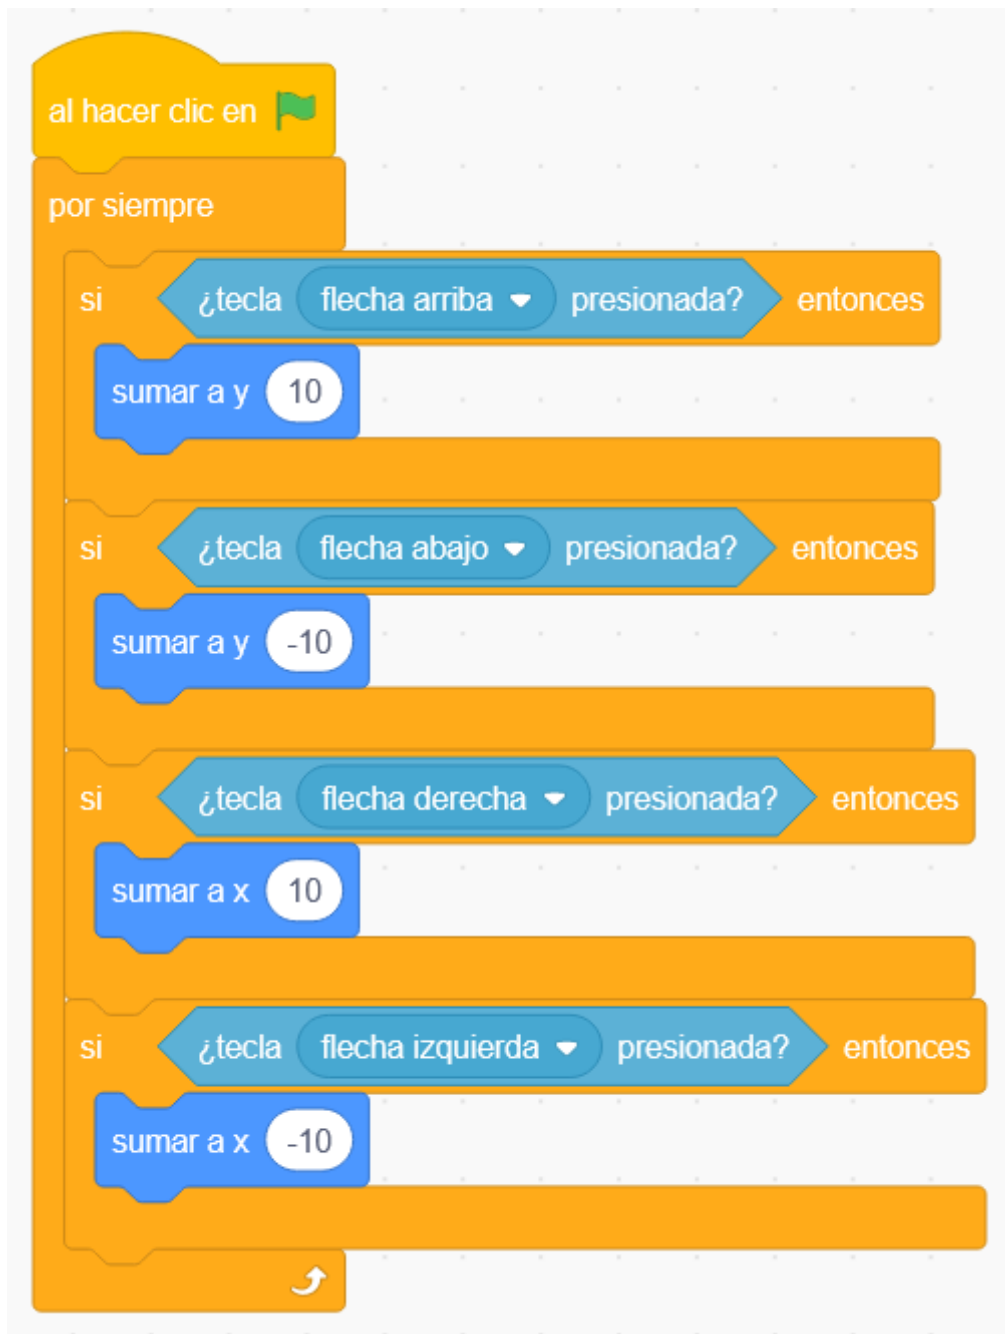 al hacer clic en
por siempre
si ¿tecla flecha arriba presionada? entonces
sumar a y 10
si ¿tecla flecha abajo presionada? entonces
sumar a y -10
si ¿tecla flecha derecha presionada? entonces
sumar a x 10
si ¿tecla flecha izquierda presionada? entonces
sumar a x -10